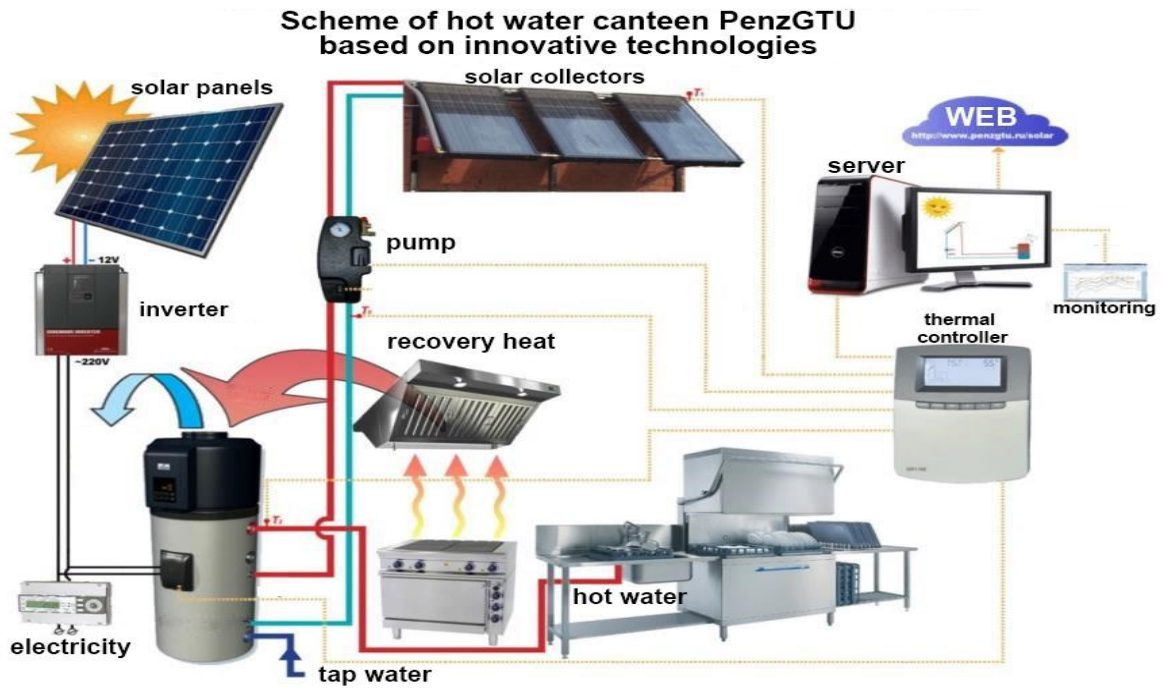 Scheme of hot water canteen PenzGTU
based on innovative technologies
solar panels
solar collectors
T₁
WEB
http://www.penzgtu.ru/solar
server
pump
+
- 12V
inverter
monitoring
thermal
controller
~220V
recovery heat
hot water
electricity
tap water